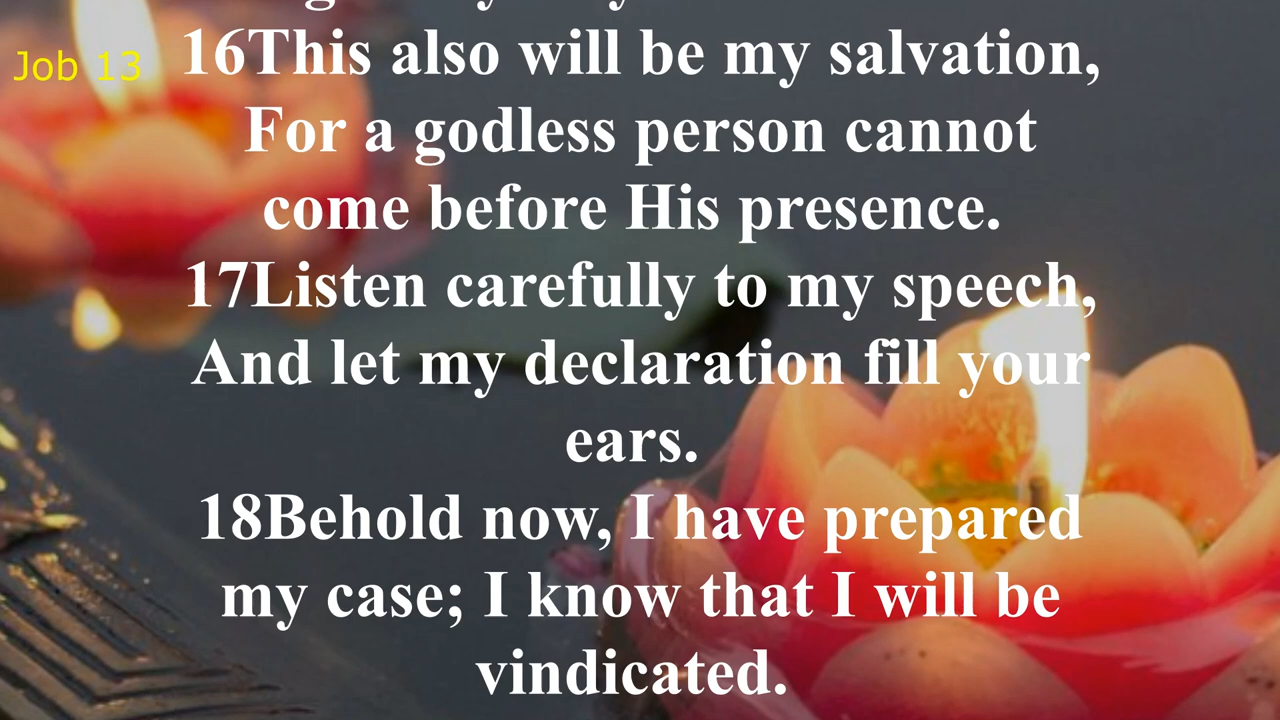 Job 13
16This also will be my salvation,
For a godless person cannot
come before His presence.
17Listen carefully to my speech,
And let my declaration fill your
ears.
18Behold now, I have prepared
my case; I know that I will be
vindicated.